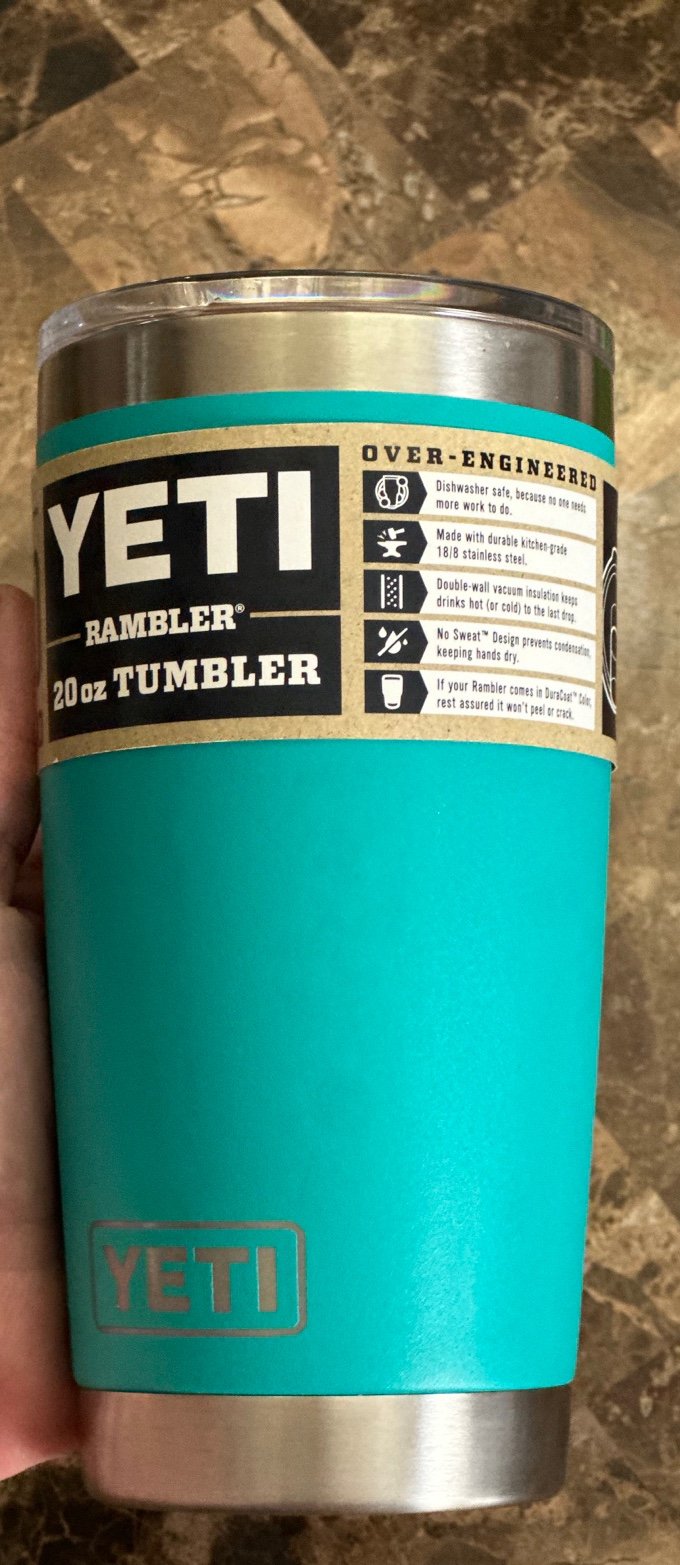 YETI
RAMBLER®
20 oz TUMBLER
OVER-ENGINEERED
Dishwasher safe, because no one needs
more work to do.
Made with durable kitchen-grade
18/8 stainless steel.
Double-wall vacuum insulation keeps
drinks hot (or cold) to the last drop.
No Sweat™ Design prevents condensation,
keeping hands dry.
If your Rambler comes in DuraCoat™ Color,
rest assured it won't peel or crack.
YETI